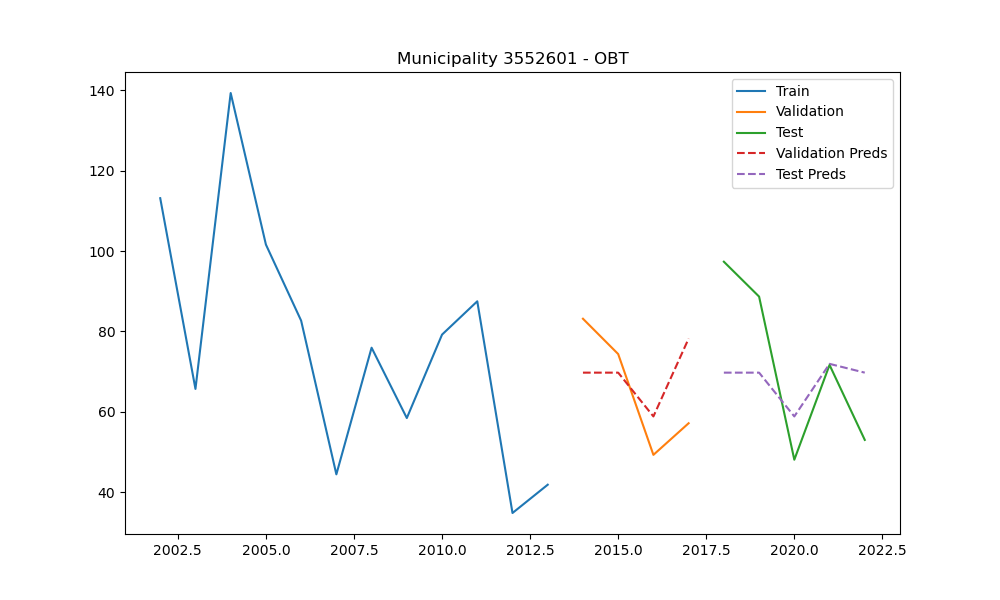 Municipality 3552601 - OBT
Train
Validation
Test
Validation Preds
Test Preds
140
120
100
80
60
40
2002.5 2005.0 2007.5 2010.0 2012.5 2015.0 2017.5 2020.0 2022.5